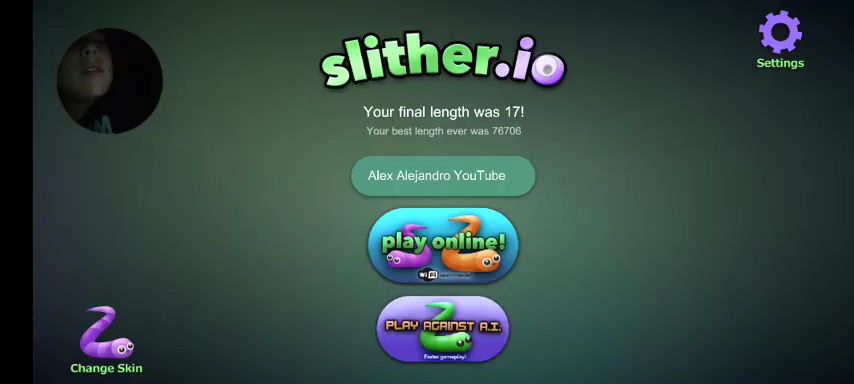 slither.io
Settings
Your final length was 17!
Your best length ever was 76706
Alex Alejandro YouTube
play online!
WiFi
PLAY AGAINST A.I.
Faster gameplay!
Change Skin